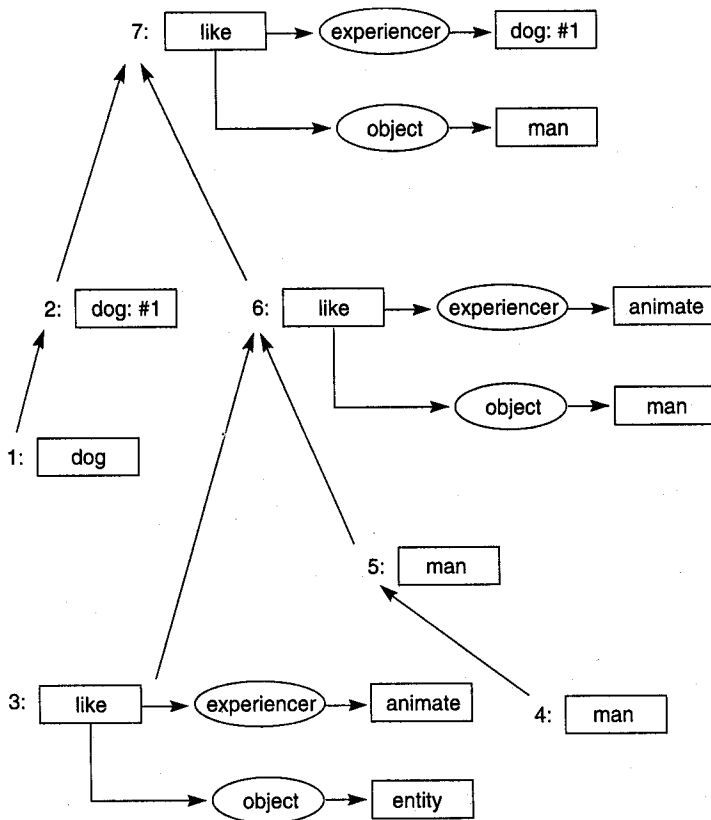 7: like experiencer dog: #1
object man
2: dog: #1 6: like experiencer animate
object man
1: dog
5: man
3: like experiencer animate
4: man
object entity